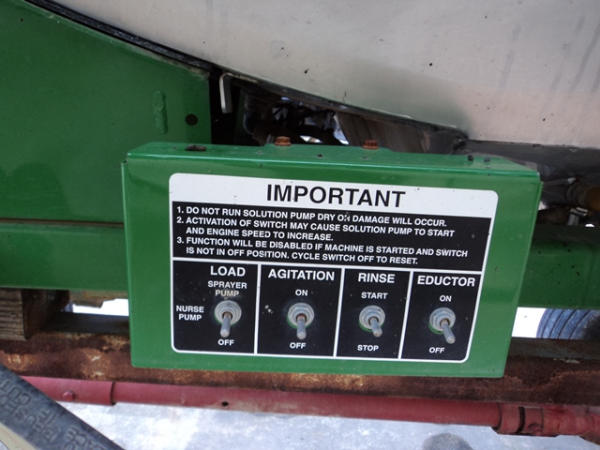 IMPORTANT
1. DO NOT RUN SOLUTION PUMP DRY OR DAMAGE WILL OCCUR.
2. ACTIVATION OF SWITCH MAY CAUSE SOLUTION PUMP TO START
AND ENGINE SPEED TO INCREASE.
3. FUNCTION WILL BE DISABLED IF MACHINE IS STARTED AND SWITCH
IS NOT IN OFF POSITION. CYCLE SWITCH OFF TO RESET.
LOAD
SPRAYER
PUMP
NURSE
PUMP
OFF
AGITATION
ON
OFF
RINSE
START
STOP
EDUCTOR
ON
OFF